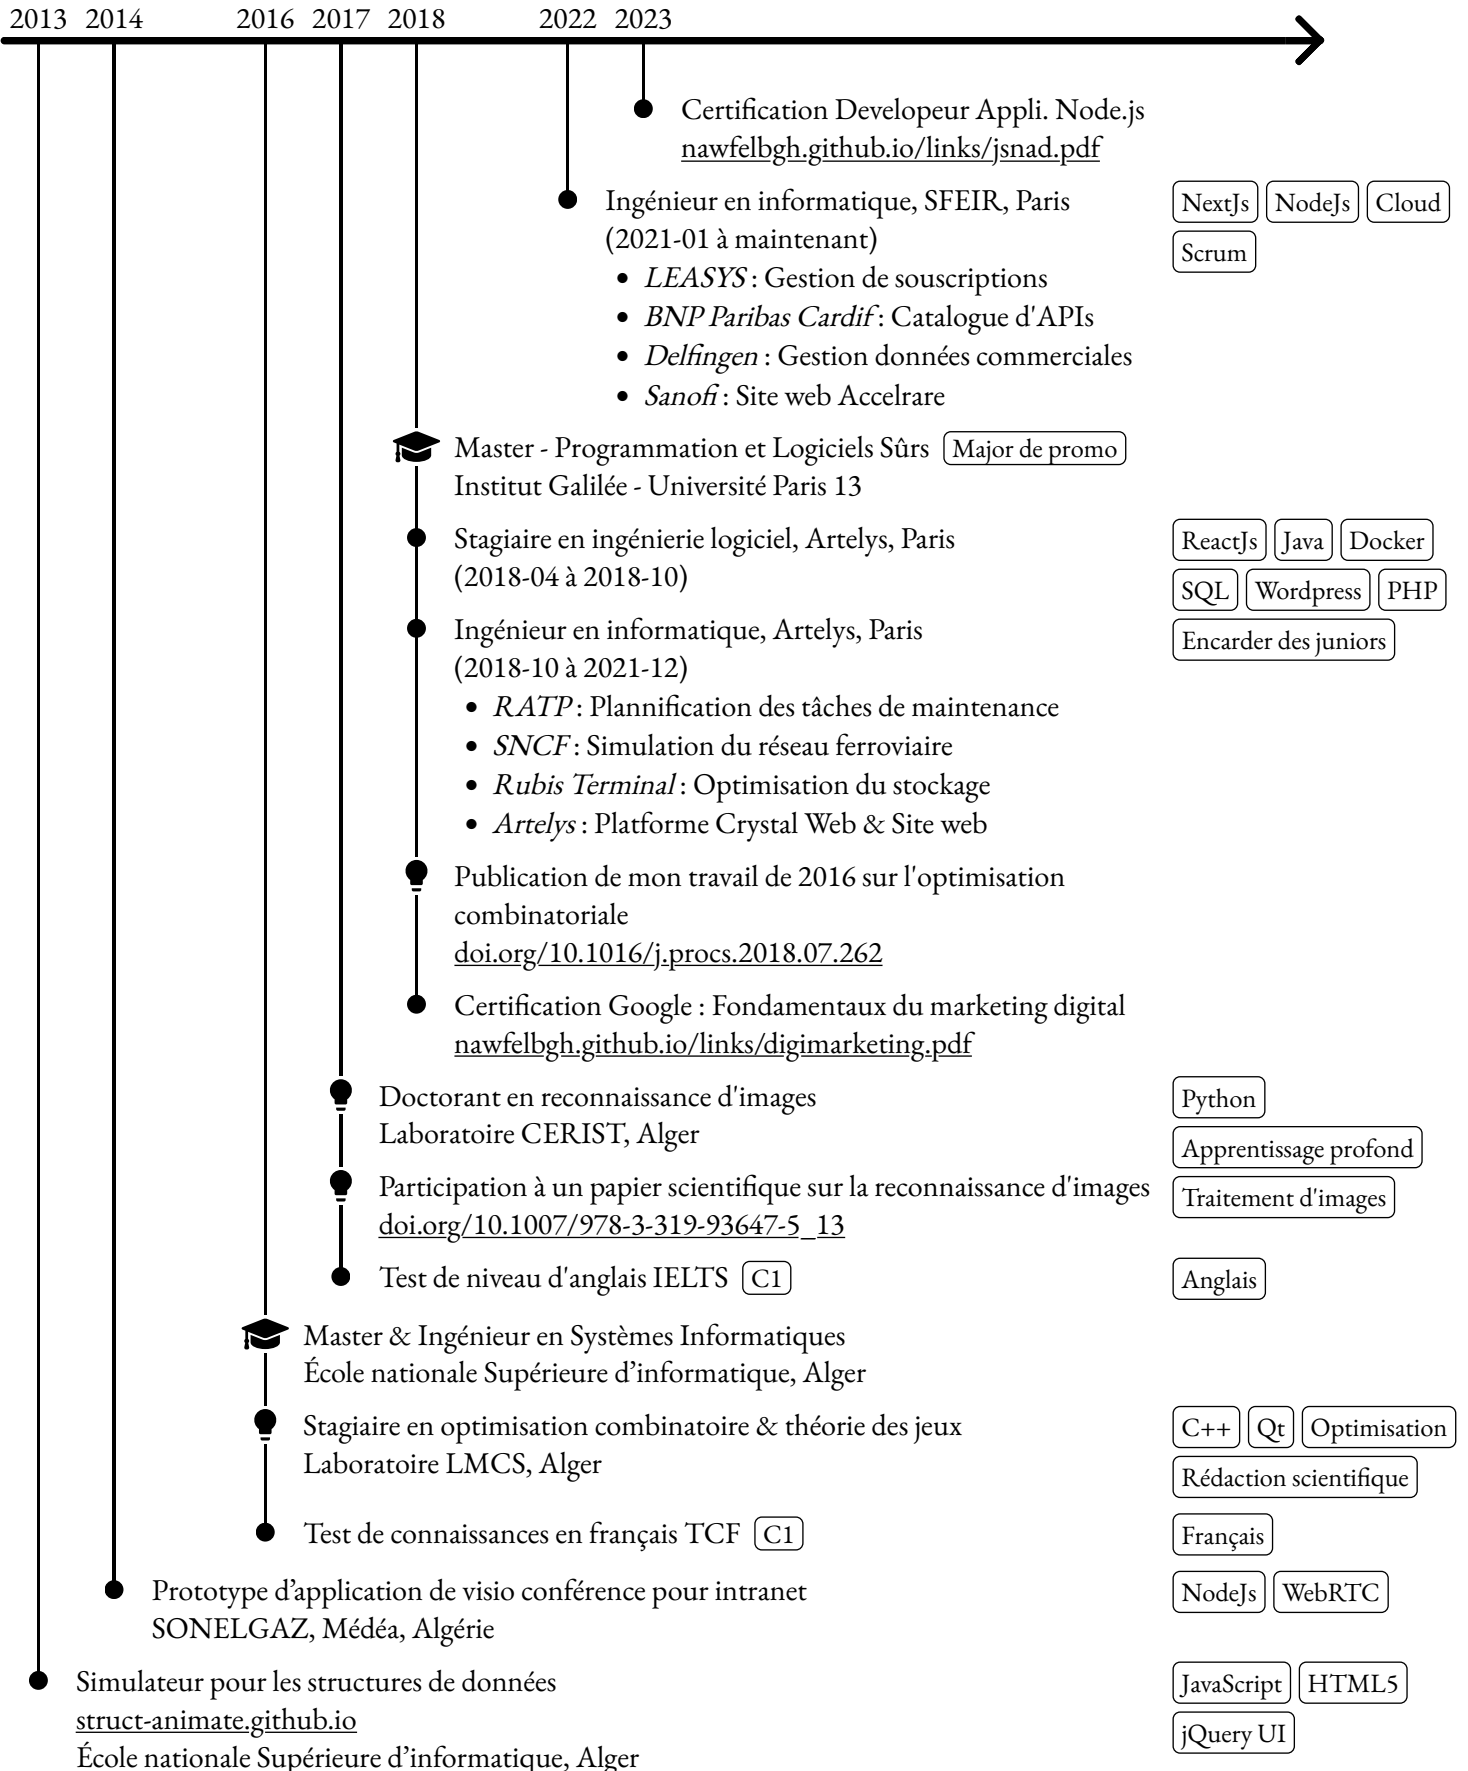 2013 2014 2016 2017 2018 2022 2023
Certification Developeur Appli. Node.js
nawfelbgh.github.io/links/jsnad.pdf
Ingénieur en informatique, SFEIR, Paris
(2021-01 à maintenant)
• LEASYS : Gestion de souscriptions
• BNP Paribas Cardif : Catalogue d'APIs
• Delfingen : Gestion données commerciales
• Sanofi : Site web Accelrare
NextJs NodeJs Cloud
Scrum
Master - Programmation et Logiciels Sûrs Major de promo
Institut Galilée - Université Paris 13
Stagiaire en ingénierie logiciel, Artelys, Paris
(2018-04 à 2018-10)
ReactJs Java Docker
SQL Wordpress PHP
Encarder des juniors
Ingénieur en informatique, Artelys, Paris
(2018-10 à 2021-12)
• RATP : Plannification des tâches de maintenance
• SNCF : Simulation du réseau ferroviaire
• Rubis Terminal : Optimisation du stockage
• Artelys : Platforme Crystal Web & Site web
Publication de mon travail de 2016 sur l'optimisation
combinatoriale
doi.org/10.1016/j.procs.2018.07.262
Certification Google : Fondamentaux du marketing digital
nawfelbgh.github.io/links/digimarketing.pdf
Doctorant en reconnaissance d'images
Laboratoire CERIST, Alger
Python
Apprentissage profond
Traitement d'images
Participation à un papier scientifique sur la reconnaissance d'images
doi.org/10.1007/978-3-319-93647-5_13
Test de niveau d'anglais IELTS C1
Anglais
Master & Ingénieur en Systèmes Informatiques
École nationale Supérieure d’informatique, Alger
Stagiaire en optimisation combinatoire & théorie des jeux
Laboratoire LMCS, Alger
C++ Qt Optimisation
Rédaction scientifique
Test de connaissances en français TCF C1
Français
Prototype d’application de visio conférence pour intranet
SONELGAZ, Médéa, Algérie
NodeJs WebRTC
Simulateur pour les structures de données
struct-animate.github.io
École nationale Supérieure d’informatique, Alger
JavaScript HTML5
jQuery UI